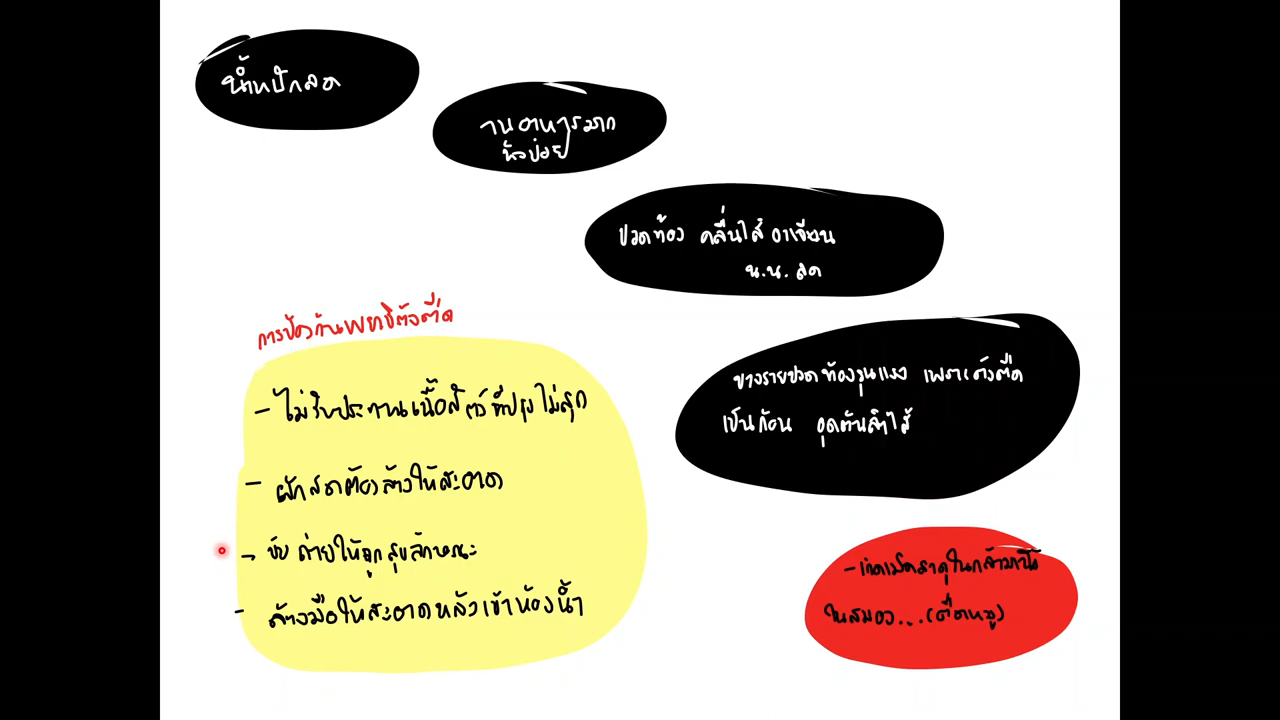 น้ำหนักลด
ทานอาหารมาก
หิวบ่อย
ปวดท้อง คลื่นไส้ อาเจียน
น.น. ลด
บางรายปวดท้องรุนแรง เพราะตัวตืด
เป็นก้อน อุดตันลำไส้
การป้องกันพยาธิตัวตืด
- ไม่รับประทานเนื้อสัตว์ที่ปรุงไม่สุก
- ผักสดต้องล้างให้สะอาด
- ขับถ่ายให้ถูกสุขลักษณะ
- ล้างมือให้สะอาดหลังเข้าห้องน้ำ
- เกิดเม็ดสาคูในกล้ามเนื้อ
ในสมอง...(ตืดหมู)